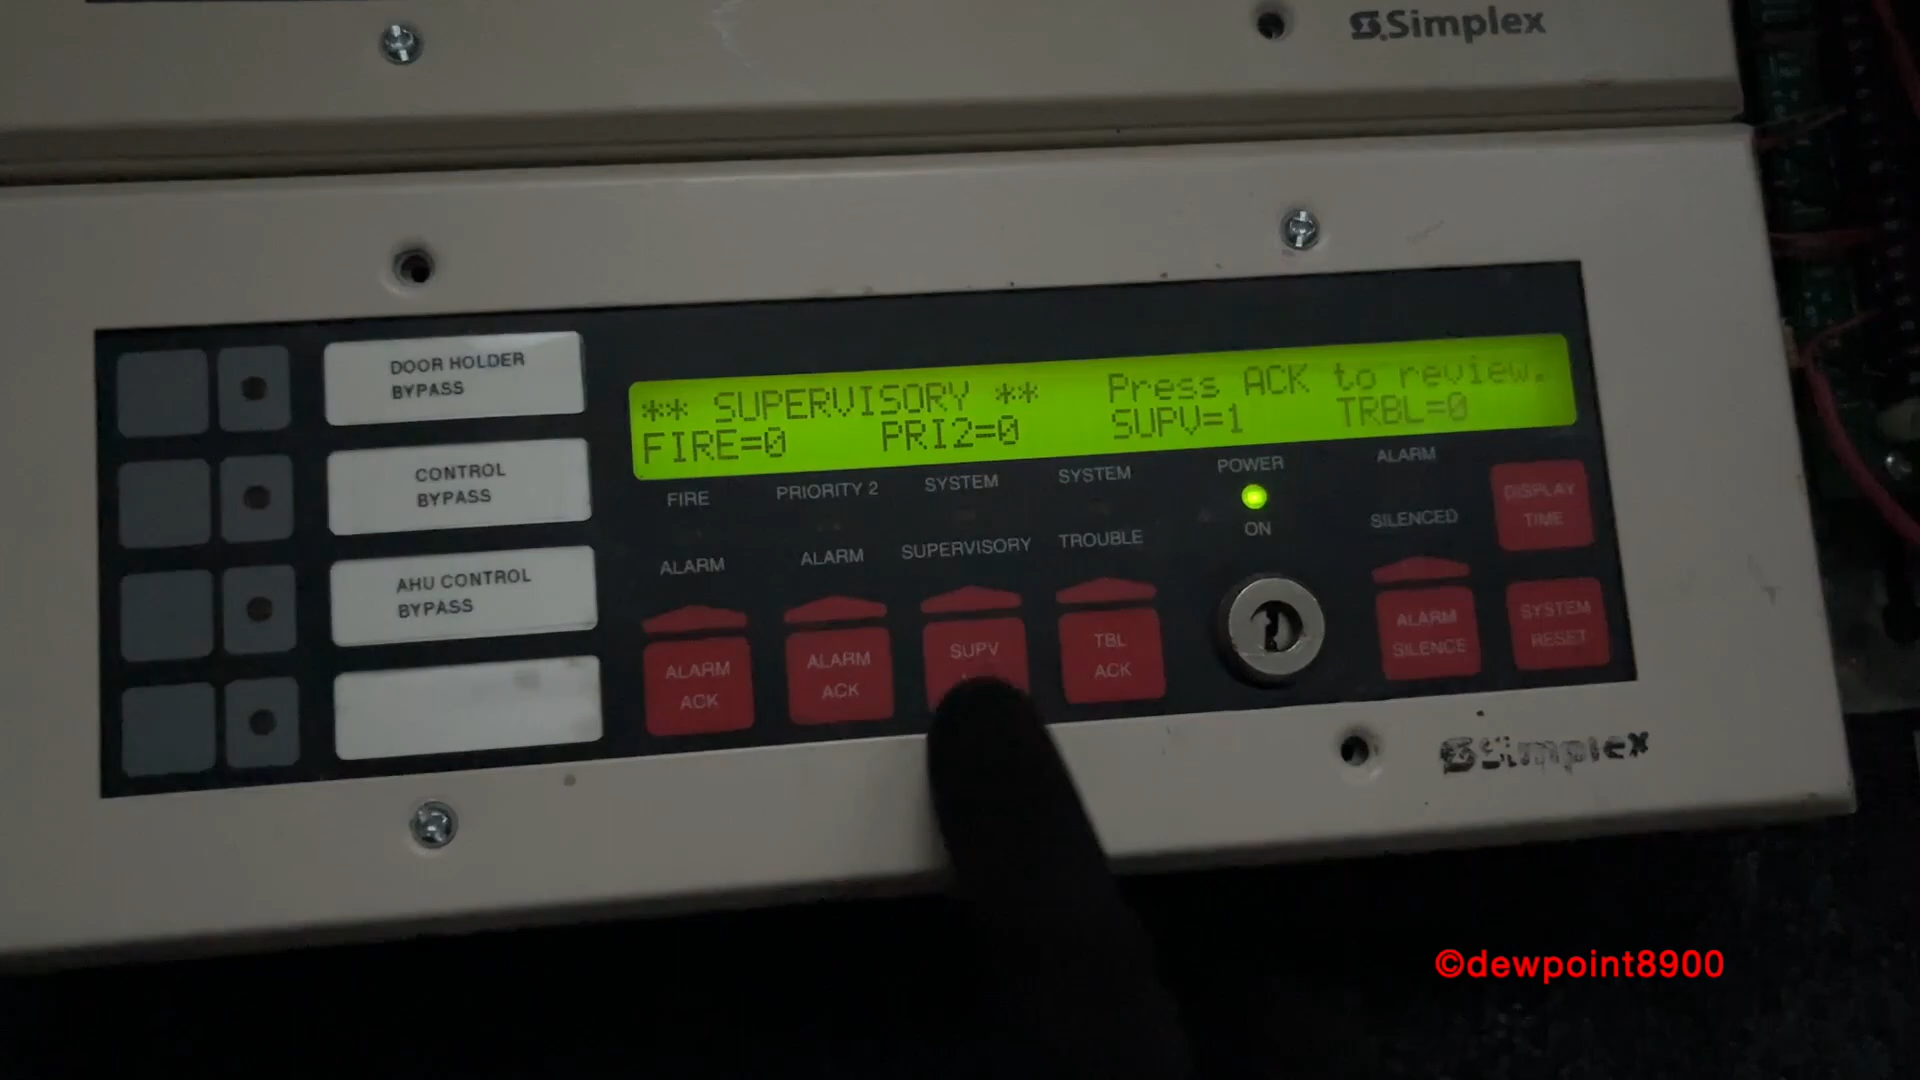 Simplex
DOOR HOLDER
BYPASS
CONTROL
BYPASS
AHU CONTROL
BYPASS
** SUPERVISORY **   Press ACK to review.
FIRE=0   PRI2=0   SUPV=1   TRBL=0
FIRE
ALARM
PRIORITY 2
ALARM
SYSTEM
SUPERVISORY
SYSTEM
TROUBLE
POWER
ON
ALARM
SILENCED
DISPLAY
TIME
ALARM
ACK
ALARM
ACK
SUPV
TBL
ACK
ALARM
SILENCE
SYSTEM
RESET
Simplex
©dewpoint8900